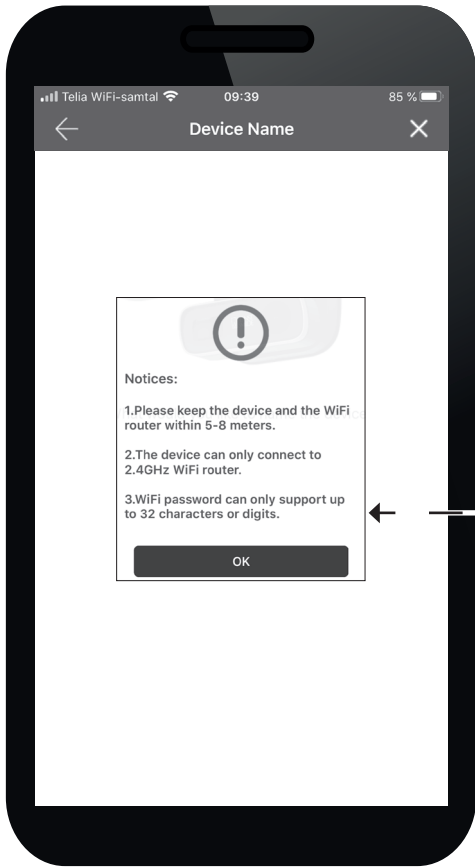 Telia WiFi-samtal 09:39 85 %
Device Name
Notices:
1.Please keep the device and the WiFi
router within 5-8 meters.
2.The device can only connect to
2.4GHz WiFi router.
3.WiFi password can only support up
to 32 characters or digits.
OK